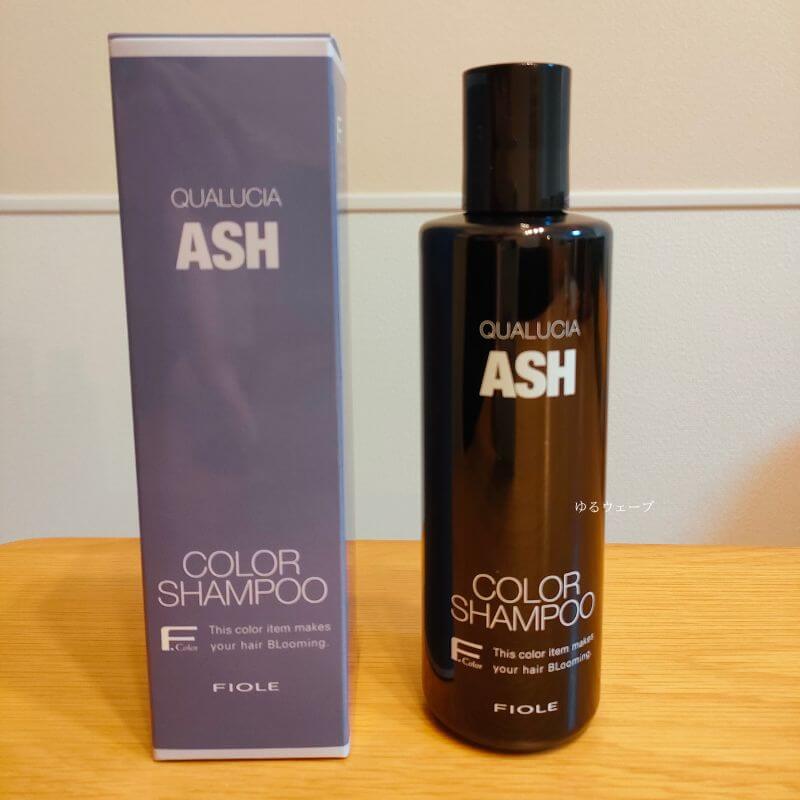 QUALUCIA
ASH
COLOR
SHAMPOO
F.Color
This color item makes
your hair BLooming.
FIOLE
QUALUCIA
ASH
ゆるウェーブ
COLOR
SHAMPOO
F.Color
This color item makes
your hair BLooming.
FIOLE